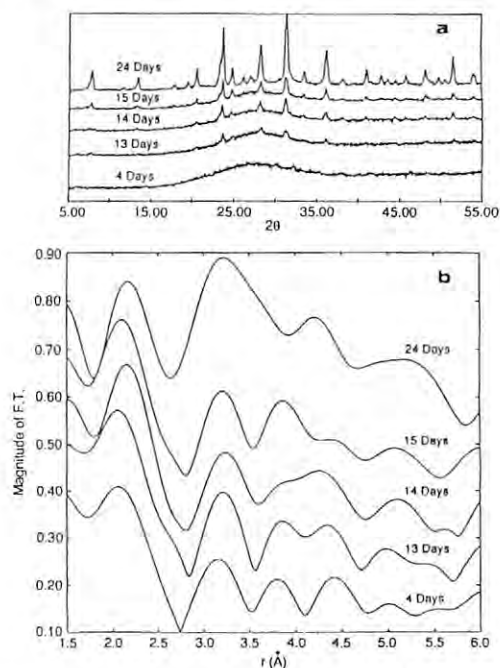 a
24 Days
15 Days
14 Days
13 Days
4 Days
5.00 15.00 25.00 35.00 45.00 55.00
2θ
b
0.90
0.80
0.70
0.60
0.50
0.40
0.30
0.20
0.10
Magnitude of F.T.
24 Days
15 Days
14 Days
13 Days
4 Days
1.5 2.0 2.5 3.0 3.5 4.0 4.5 5.0 5.5 6.0
r (Å)